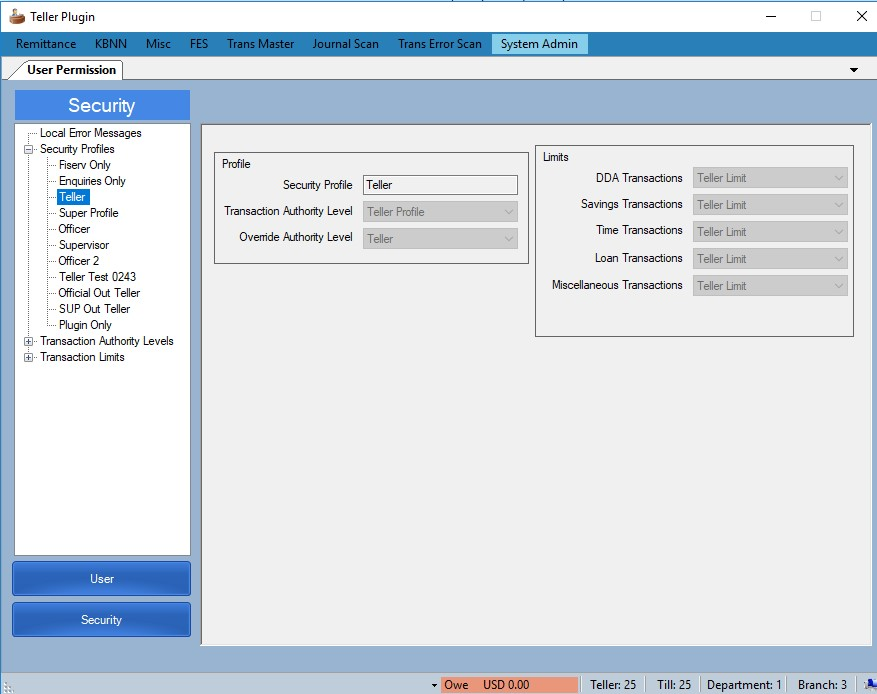 Teller Plugin
Remittance KBNN Misc FES Trans Master Journal Scan Trans Error Scan System Admin
User Permission
Security
Local Error Messages
Security Profiles
Fiserv Only
Enquiries Only
Teller
Super Profile
Officer
Supervisor
Officer 2
Teller Test 0243
Official Out Teller
SUP Out Teller
Plugin Only
Transaction Authority Levels
Transaction Limits
User
Security
Profile
Security Profile Teller
Transaction Authority Level Teller Profile
Override Authority Level Teller
Limits
DDA Transactions Teller Limit
Savings Transactions Teller Limit
Time Transactions Teller Limit
Loan Transactions Teller Limit
Miscellaneous Transactions Teller Limit
Owe USD 0.00 Teller: 25 Till: 25 Department: 1 Branch: 3